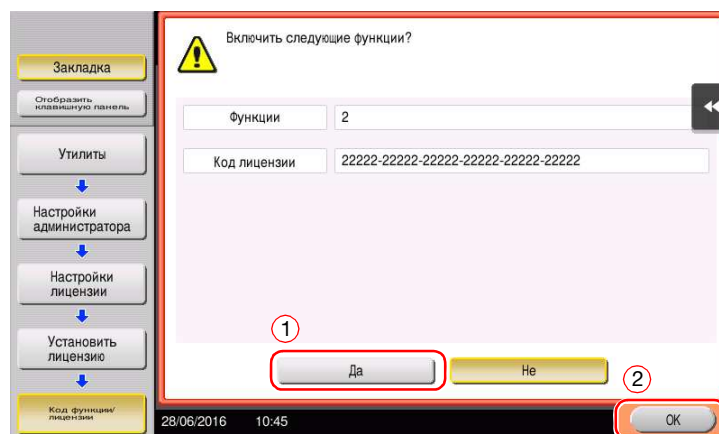 Включить следующие функции?
Закладка
Отобразить
клавишную панель
Функции
2
Утилиты
Код лицензии
22222-22222-22222-22222-22222-22222
Настройки
администратора
Настройки
лицензии
Установить
лицензию
1
Да
Не
2
Код функции/
лицензии
28/06/2016 10:45
OK